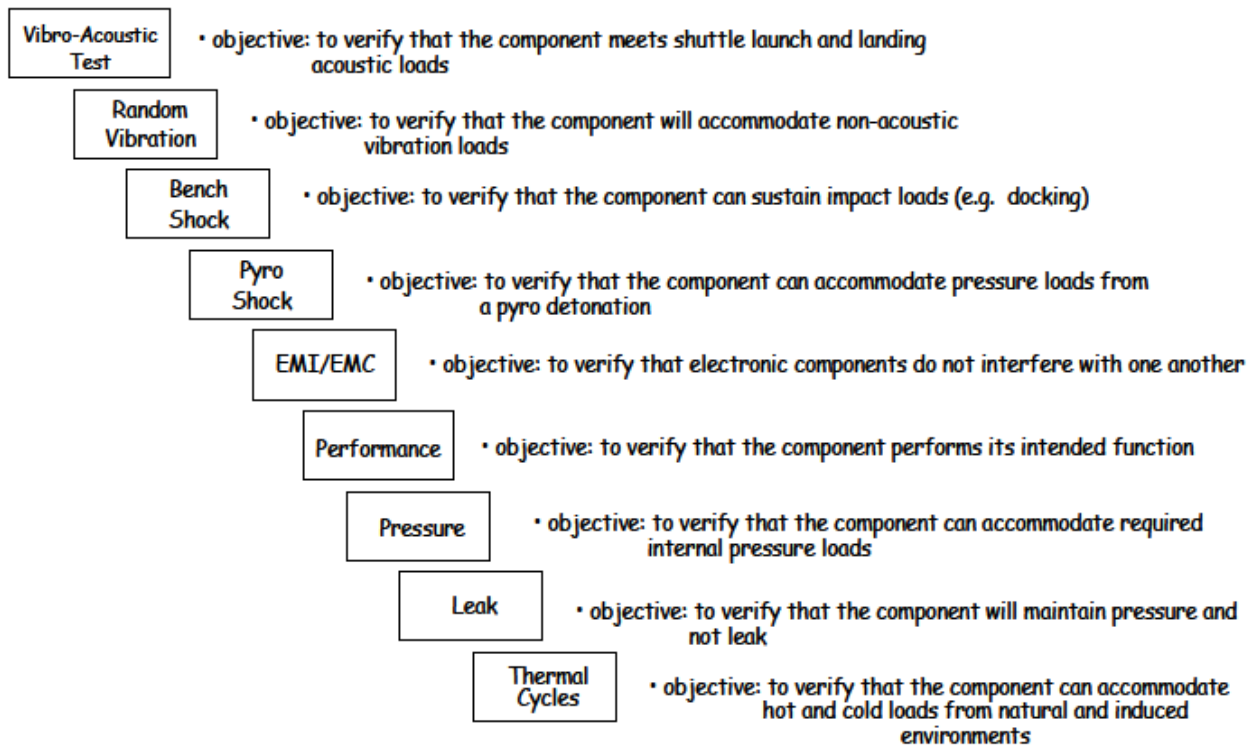 Vibro-Acoustic
Test
• objective: to verify that the component meets shuttle launch and landing
acoustic loads
Random
Vibration
• objective: to verify that the component will accommodate non-acoustic
vibration loads
Bench
Shock
• objective: to verify that the component can sustain impact loads (e.g. docking)
Pyro
Shock
• objective: to verify that the component can accommodate pressure loads from
a pyro detonation
EMI/EMC
• objective: to verify that electronic components do not interfere with one another
Performance
• objective: to verify that the component performs its intended function
Pressure
• objective: to verify that the component can accommodate required
internal pressure loads
Leak
• objective: to verify that the component will maintain pressure and
not leak
Thermal
Cycles
• objective: to verify that the component can accommodate
hot and cold loads from natural and induced
environments